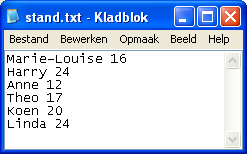 stand.txt - Kladblok
Bestand Bewerken Opmaak Beeld Help
Marie-Louise 16
Harry 24
Anne 12
Theo 17
Koen 20
Linda 24